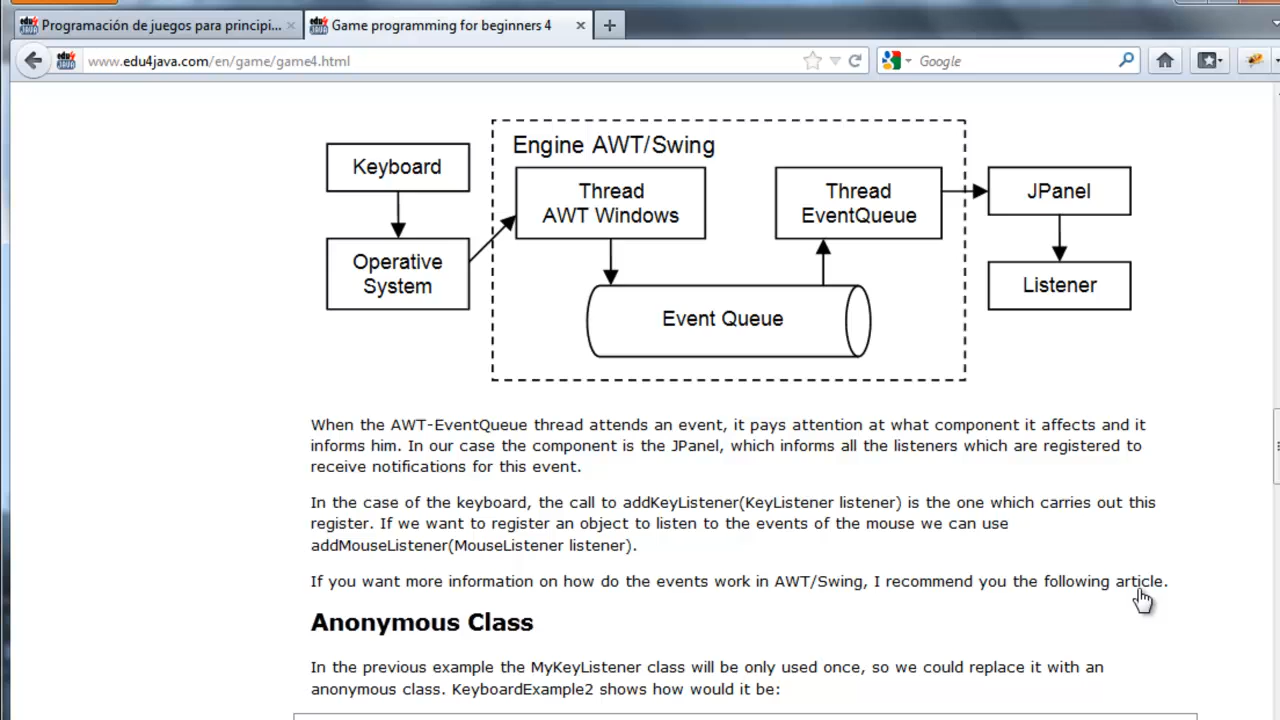 Programación de juegos para principi...
Game programming for beginners 4
www.edu4java.com/en/game/game4.html
Google
Engine AWT/Swing
Keyboard
Operative
System
Thread
AWT Windows
Event Queue
Thread
EventQueue
JPanel
Listener
When the AWT-EventQueue thread attends an event, it pays attention at what component it affects and it
informs him. In our case the component is the JPanel, which informs all the listeners which are registered to
receive notifications for this event.
In the case of the keyboard, the call to addKeyListener(KeyListener listener) is the one which carries out this
register. If we want to register an object to listen to the events of the mouse we can use
addMouseListener(MouseListener listener).
If you want more information on how do the events work in AWT/Swing, I recommend you the following article.
Anonymous Class
In the previous example the MyKeyListener class will be only used once, so we could replace it with an
anonymous class. KeyboardExample2 shows how would it be: